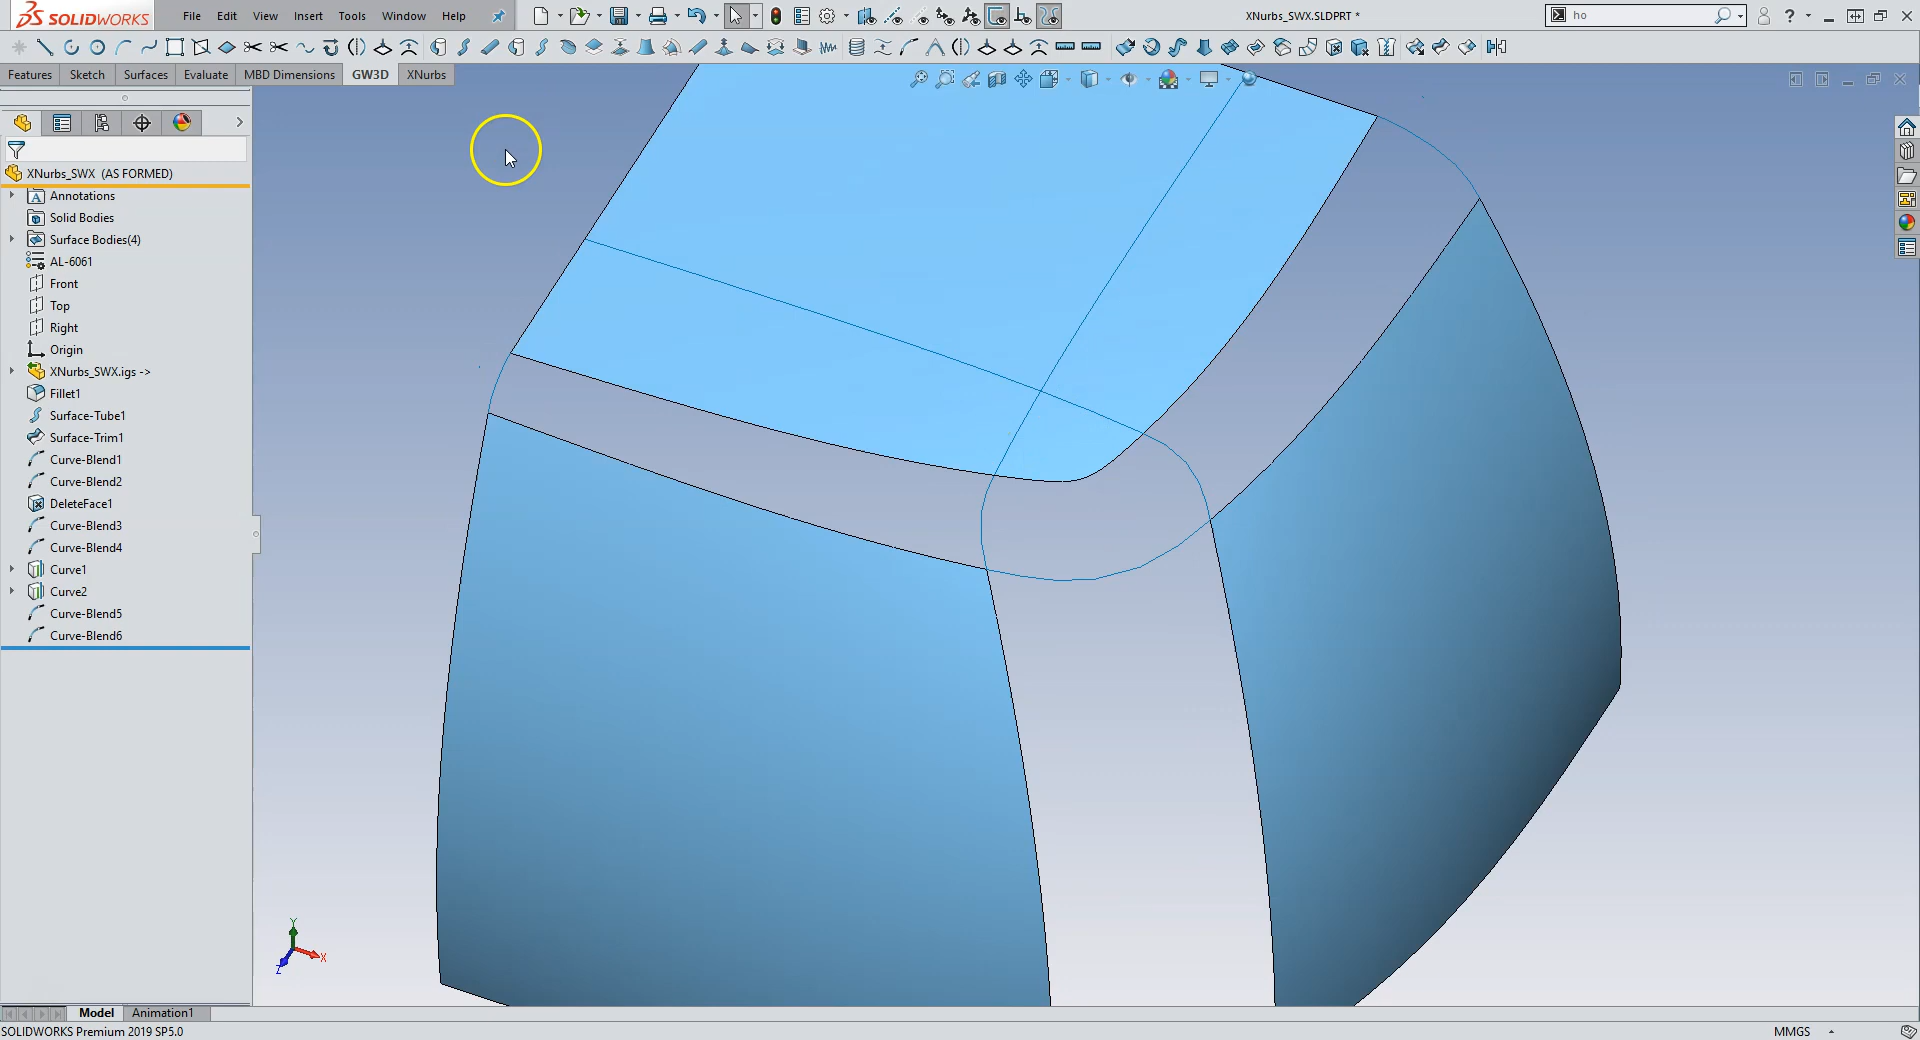 SOLIDWORKS File Edit View Insert Tools Window Help XNurbs_SWX.SLDPRT * ho ?
Features Sketch Surfaces Evaluate MBD Dimensions GW3D XNurbs
XNurbs_SWX (AS FORMED)
A Annotations
Solid Bodies
Surface Bodies(4)
AL-6061
Front
Top
Right
Origin
XNurbs_SWX.igs ->
Fillet1
Surface-Tube1
Surface-Trim1
Curve-Blend1
Curve-Blend2
DeleteFace1
Curve-Blend3
Curve-Blend4
Curve1
Curve2
Curve-Blend5
Curve-Blend6
Y
X
Z
Model Animation1
SOLIDWORKS Premium 2019 SP5.0 MMGS